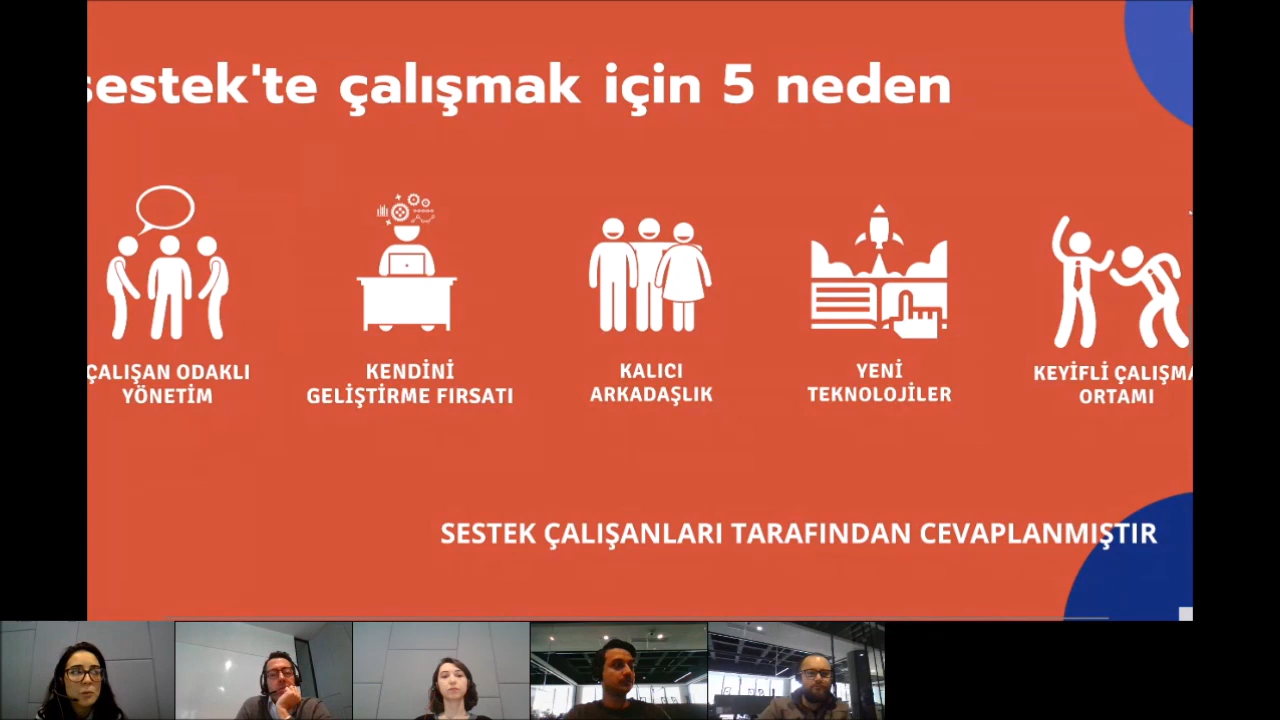 sestek'te çalışmak için 5 neden
ÇALIŞAN ODAKLI
YÖNETİM
KENDİNİ
GELİŞTİRME FIRSATI
KALICI
ARKADAŞLIK
YENİ
TEKNOLOJİLER
KEYİFLİ ÇALIŞMA
ORTAMI
SESTEK ÇALIŞANLARI TARAFINDAN CEVAPLANMIŞTIR